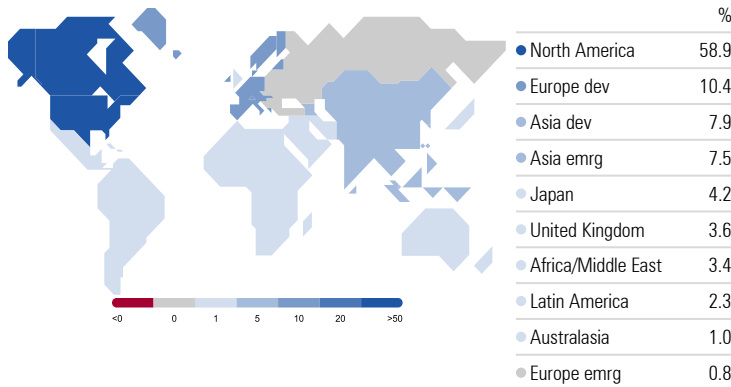 %
North America 58.9
Europe dev 10.4
Asia dev 7.9
Asia emrg 7.5
Japan 4.2
United Kingdom 3.6
Africa/Middle East 3.4
Latin America 2.3
Australasia 1.0
Europe emrg 0.8
<0 0 1 5 10 20 >50